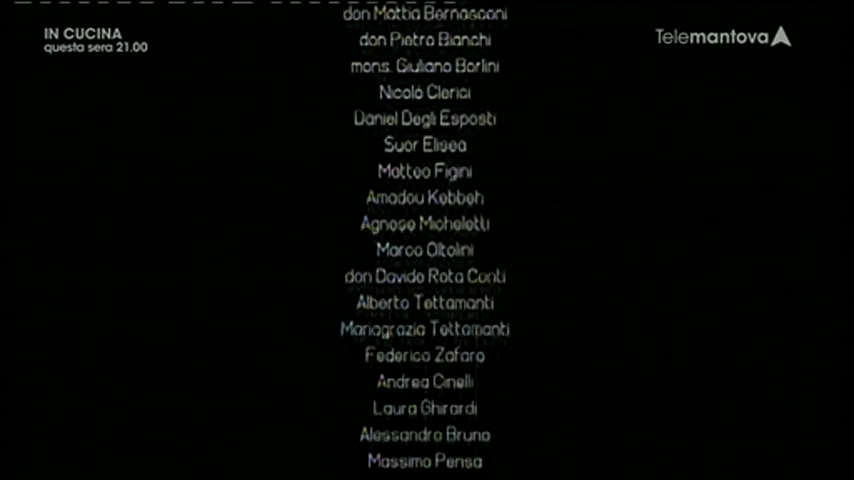 IN CUCINA
questa sera 21.00
Telemantova
don Mattia Bernasconi
don Pietro Bianchi
mons. Giuliano Borlini
Nicolò Clerici
Daniel Degli Esposti
Suor Elisea
Matteo Figini
Amadou Kebbeh
Agnese Micheletti
Marco Oltolini
don Davide Rota Conti
Alberto Tettamanti
Mariagrazia Tettamanti
Federico Zafaro
Andrea Cinelli
Laura Ghirardi
Alessandro Bruno
Massimo Pensa